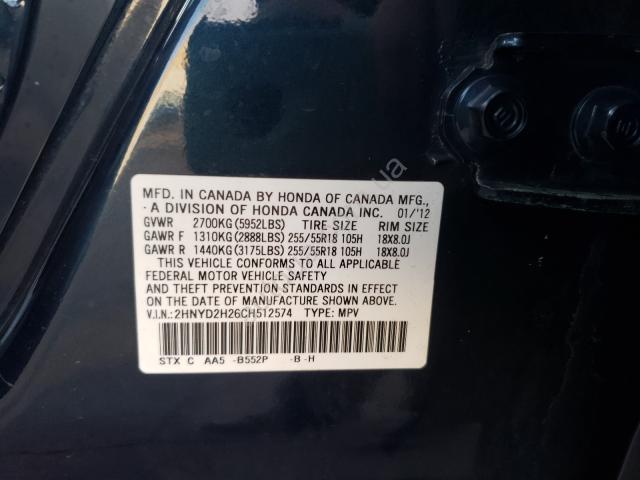 MFD. IN CANADA BY HONDA OF CANADA MFG.,
- A DIVISION OF HONDA CANADA INC. 01/'12
GVWR 2700KG(5952LBS) TIRE SIZE RIM SIZE
GAWR F 1310KG(2888LBS) 255/55R18 105H 18X8.0J
GAWR R 1440KG(3175LBS) 255/55R18 105H 18X8.0J
THIS VEHICLE CONFORMS TO ALL APPLICABLE
FEDERAL MOTOR VEHICLE SAFETY
AND THEFT PREVENTION STANDARDS IN EFFECT
ON THE DATE OF MANUFACTURE SHOWN ABOVE.
V.I.N.:2HNYD2H26CH512574 TYPE: MPV
STX C AA5 -B552P -B-H